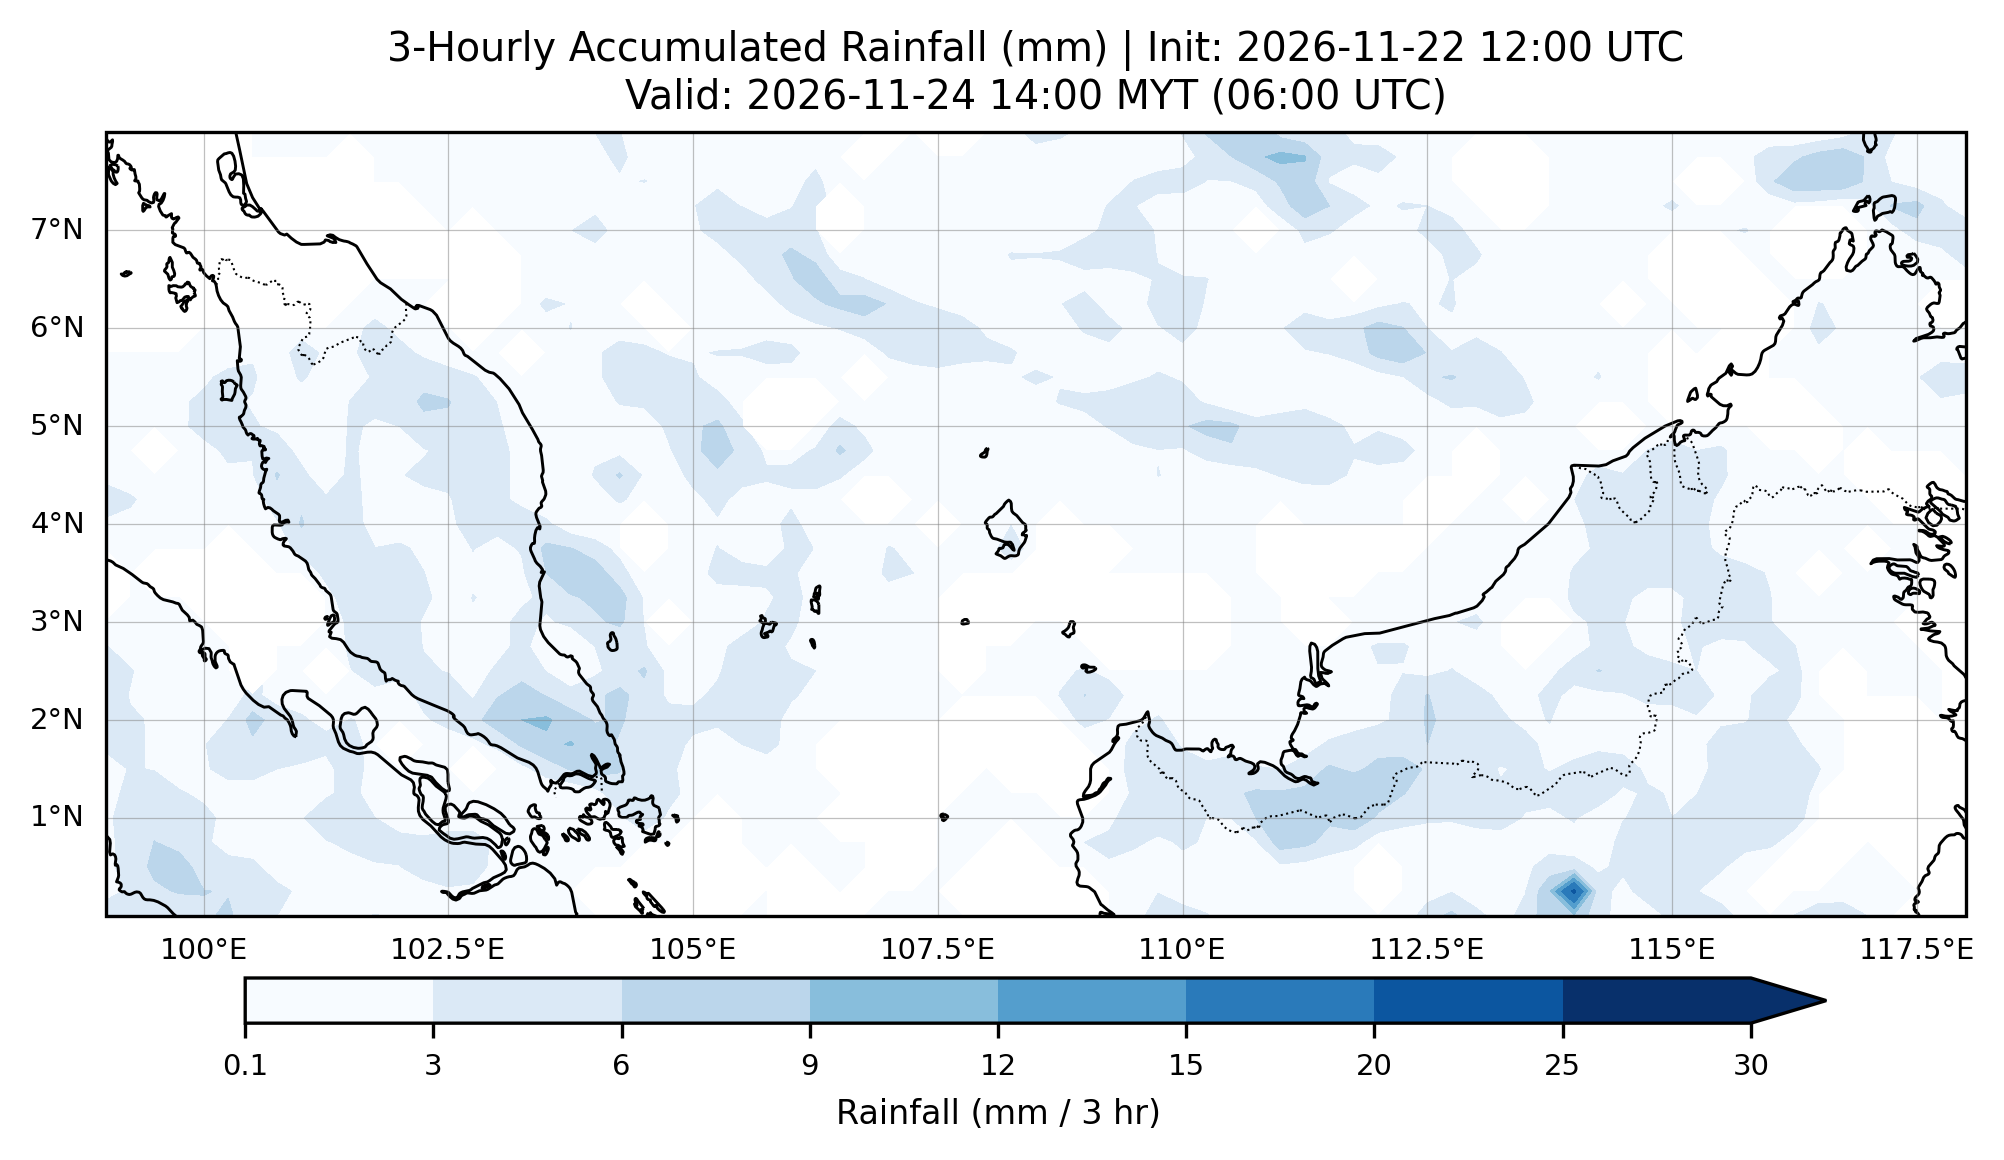 3-Hourly Accumulated Rainfall (mm) | Init: 2026-11-22 12:00 UTC
Valid: 2026-11-24 14:00 MYT (06:00 UTC)
7°N
6°N
5°N
4°N
3°N
2°N
1°N
100°E 102.5°E 105°E 107.5°E 110°E 112.5°E 115°E 117.5°E
0.1 3 6 9 12 15 20 25 30
Rainfall (mm / 3 hr)